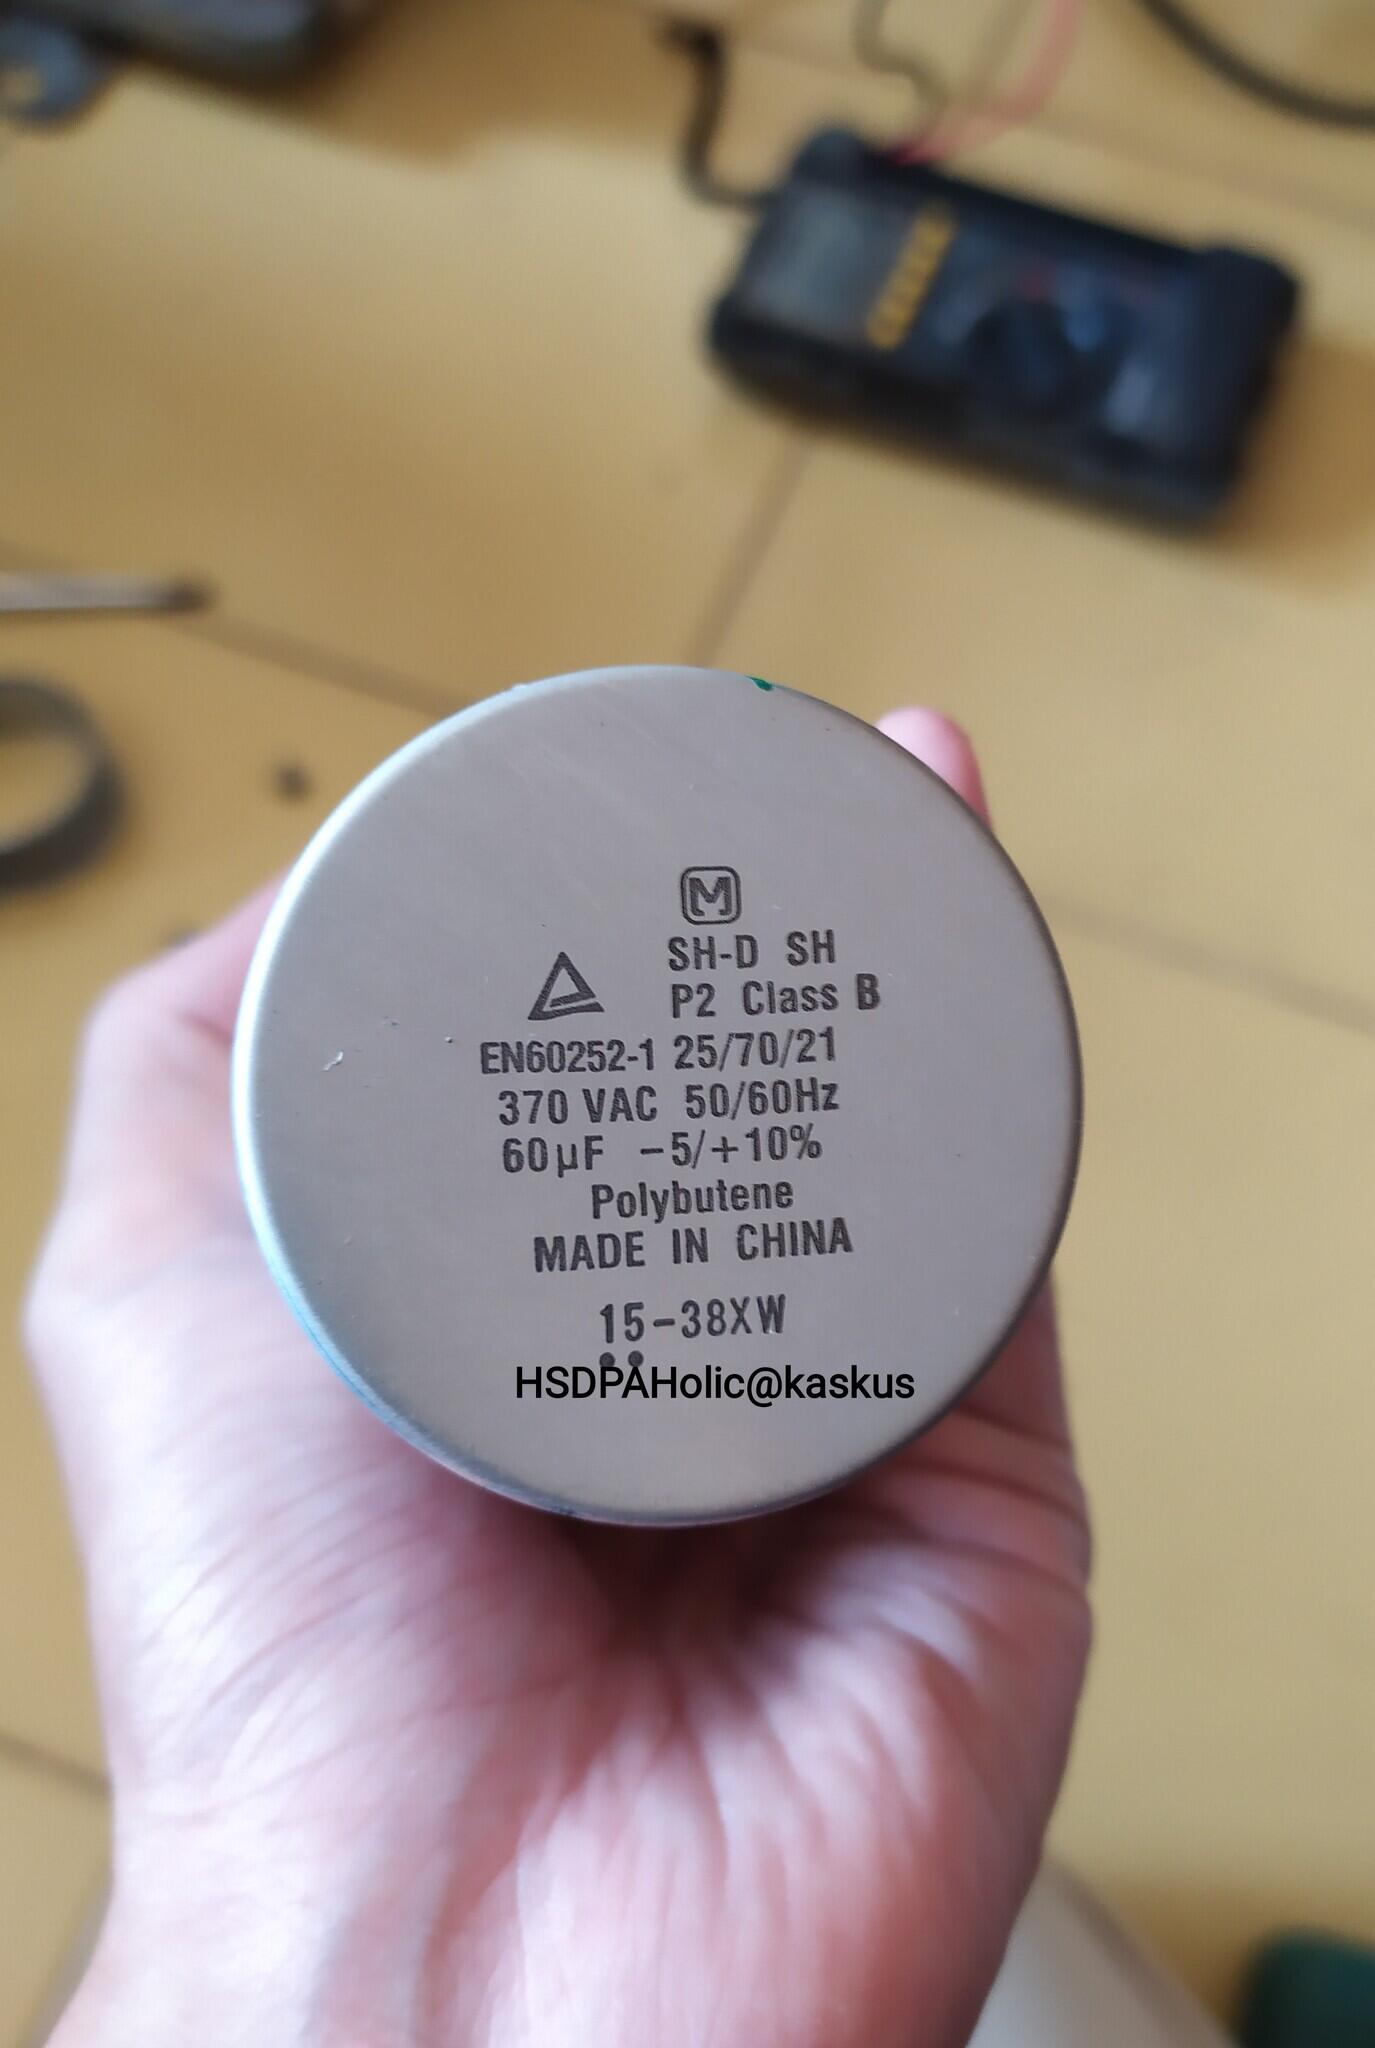 M
SH-D SH
P2 Class B
EN60252-1 25/70/21
370 VAC 50/60Hz
60µF -5/+10%
Polybutene
MADE IN CHINA
15-38XW
HSDPAHolic@kaskus